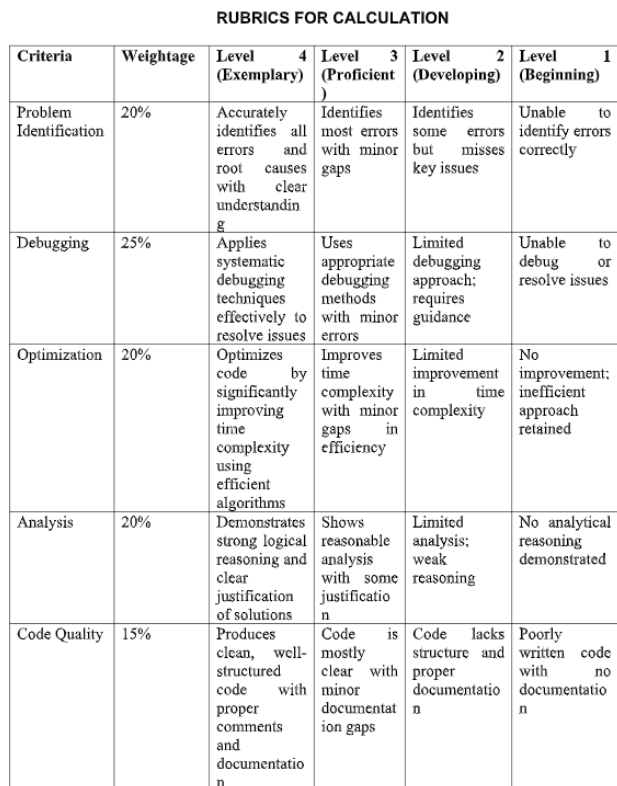 RUBRICS FOR CALCULATION
Criteria Weightage Level 4 (Exemplary) Level 3 (Proficient) Level 2 (Developing) Level 1 (Beginning)
Problem Identification 20% Accurately identifies all errors and root causes with clear understanding Identifies most errors with minor gaps Identifies some errors but misses key issues Unable to identify errors correctly
Debugging 25% Applies systematic debugging techniques effectively to resolve issues Uses appropriate debugging methods with minor errors Limited debugging approach; requires guidance Unable to debug or resolve issues
Optimization 20% Optimizes code by significantly improving time complexity using efficient algorithms Improves time complexity with minor gaps in efficiency Limited improvement in time complexity No improvement; inefficient approach retained
Analysis 20% Demonstrates strong logical reasoning and clear justification of solutions Shows reasonable analysis with some justification Limited analysis; weak reasoning No analytical reasoning demonstrated
Code Quality 15% Produces clean, well-structured code with proper comments and documentation Code is mostly clear with minor documentation gaps Code lacks structure and proper documentation Poorly written code with no documentation